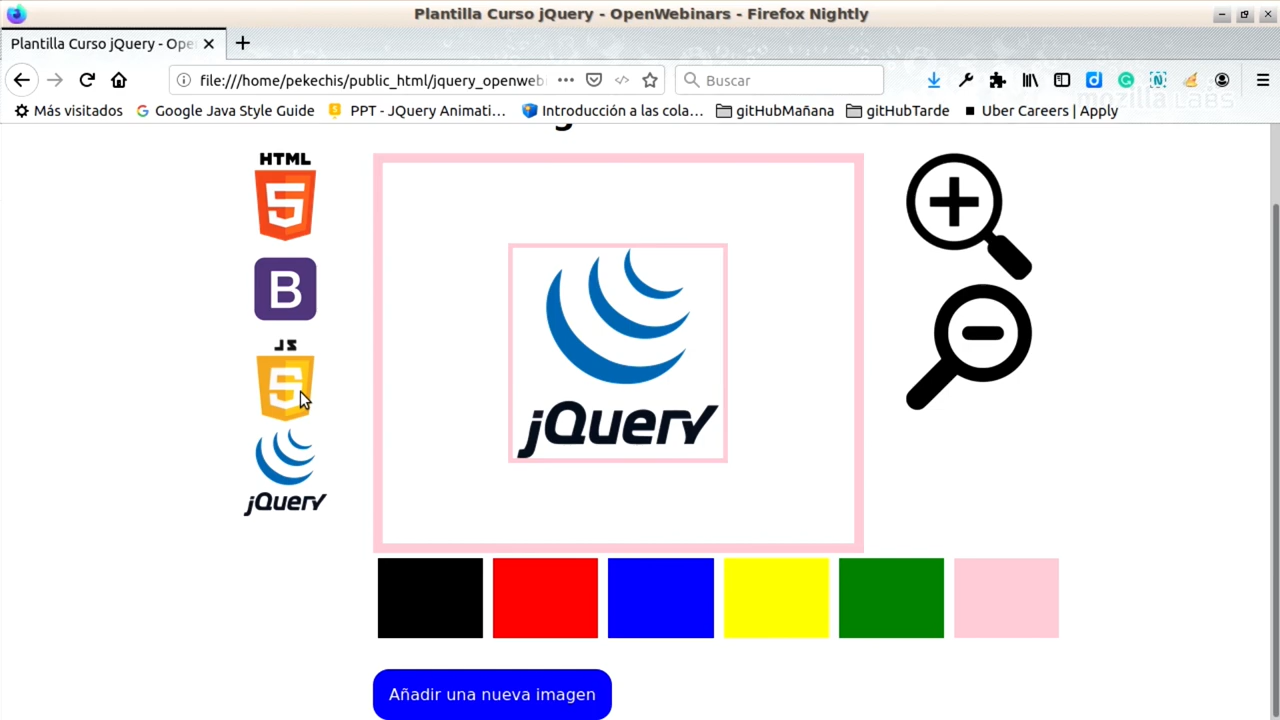 Plantilla Curso jQuery - OpenWebinars - Firefox Nightly
Plantilla Curso jQuery - Ope
file:///home/pekechis/public_html/jquery_openweb
Buscar
mozilla LABS
Más visitados
Google Java Style Guide
PPT - JQuery Animati…
Introducción a las cola…
gitHubMañana
gitHubTarde
Uber Careers | Apply
HTML
5
B
JS
5
jQuery
jQuery
Añadir una nueva imagen